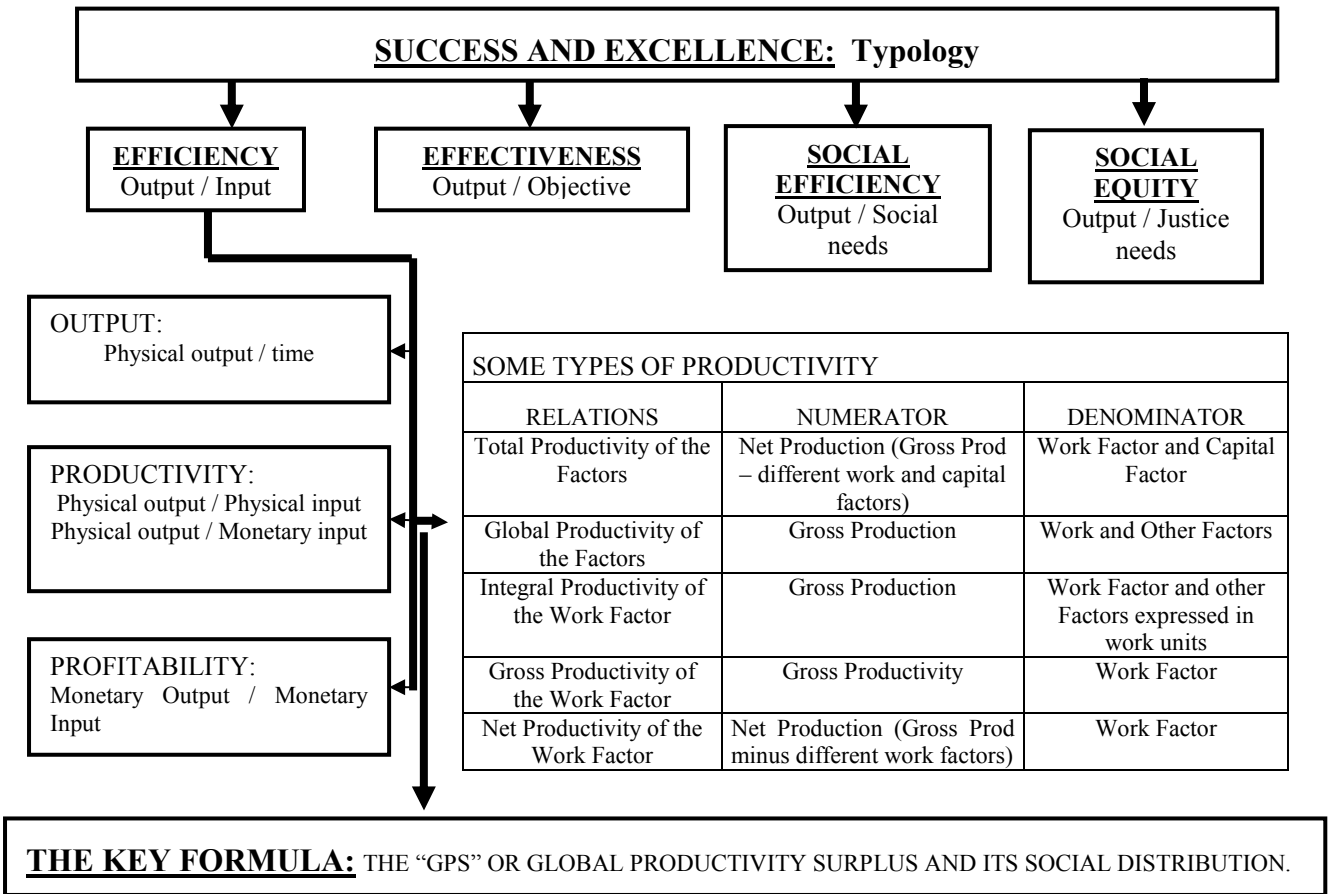 SUCCESS AND EXCELLENCE: Typology
EFFICIENCY
Output / Input
EFFECTIVENESS
Output / Objective
SOCIAL
EFFICIENCY
Output / Social
needs
SOCIAL
EQUITY
Output / Justice
needs
OUTPUT:
Physical output / time
PRODUCTIVITY:
Physical output / Physical input
Physical output / Monetary input
PROFITABILITY:
Monetary Output / Monetary
Input
SOME TYPES OF PRODUCTIVITY
RELATIONS
NUMERATOR
DENOMINATOR
Total Productivity of the
Factors
Net Production (Gross Prod
– different work and capital
factors)
Work Factor and Capital
Factor
Global Productivity of
the Factors
Gross Production
Work and Other Factors
Integral Productivity of
the Work Factor
Gross Production
Work Factor and other
Factors expressed in
work units
Gross Productivity of
the Work Factor
Gross Productivity
Work Factor
Net Productivity of the
Work Factor
Net Production (Gross Prod
minus different work factors)
Work Factor
THE KEY FORMULA: THE “GPS” OR GLOBAL PRODUCTIVITY SURPLUS AND ITS SOCIAL DISTRIBUTION.